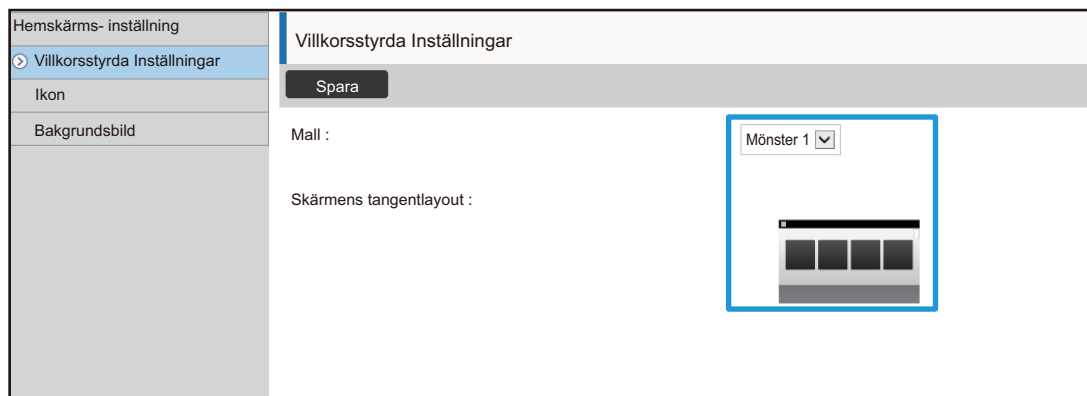 Hemskärms- inställning
Villkorsstyrda Inställningar
Ikon
Bakgrundsbild
Villkorsstyrda Inställningar
Spara
Mall :
Mönster 1
Skärmens tangentlayout :